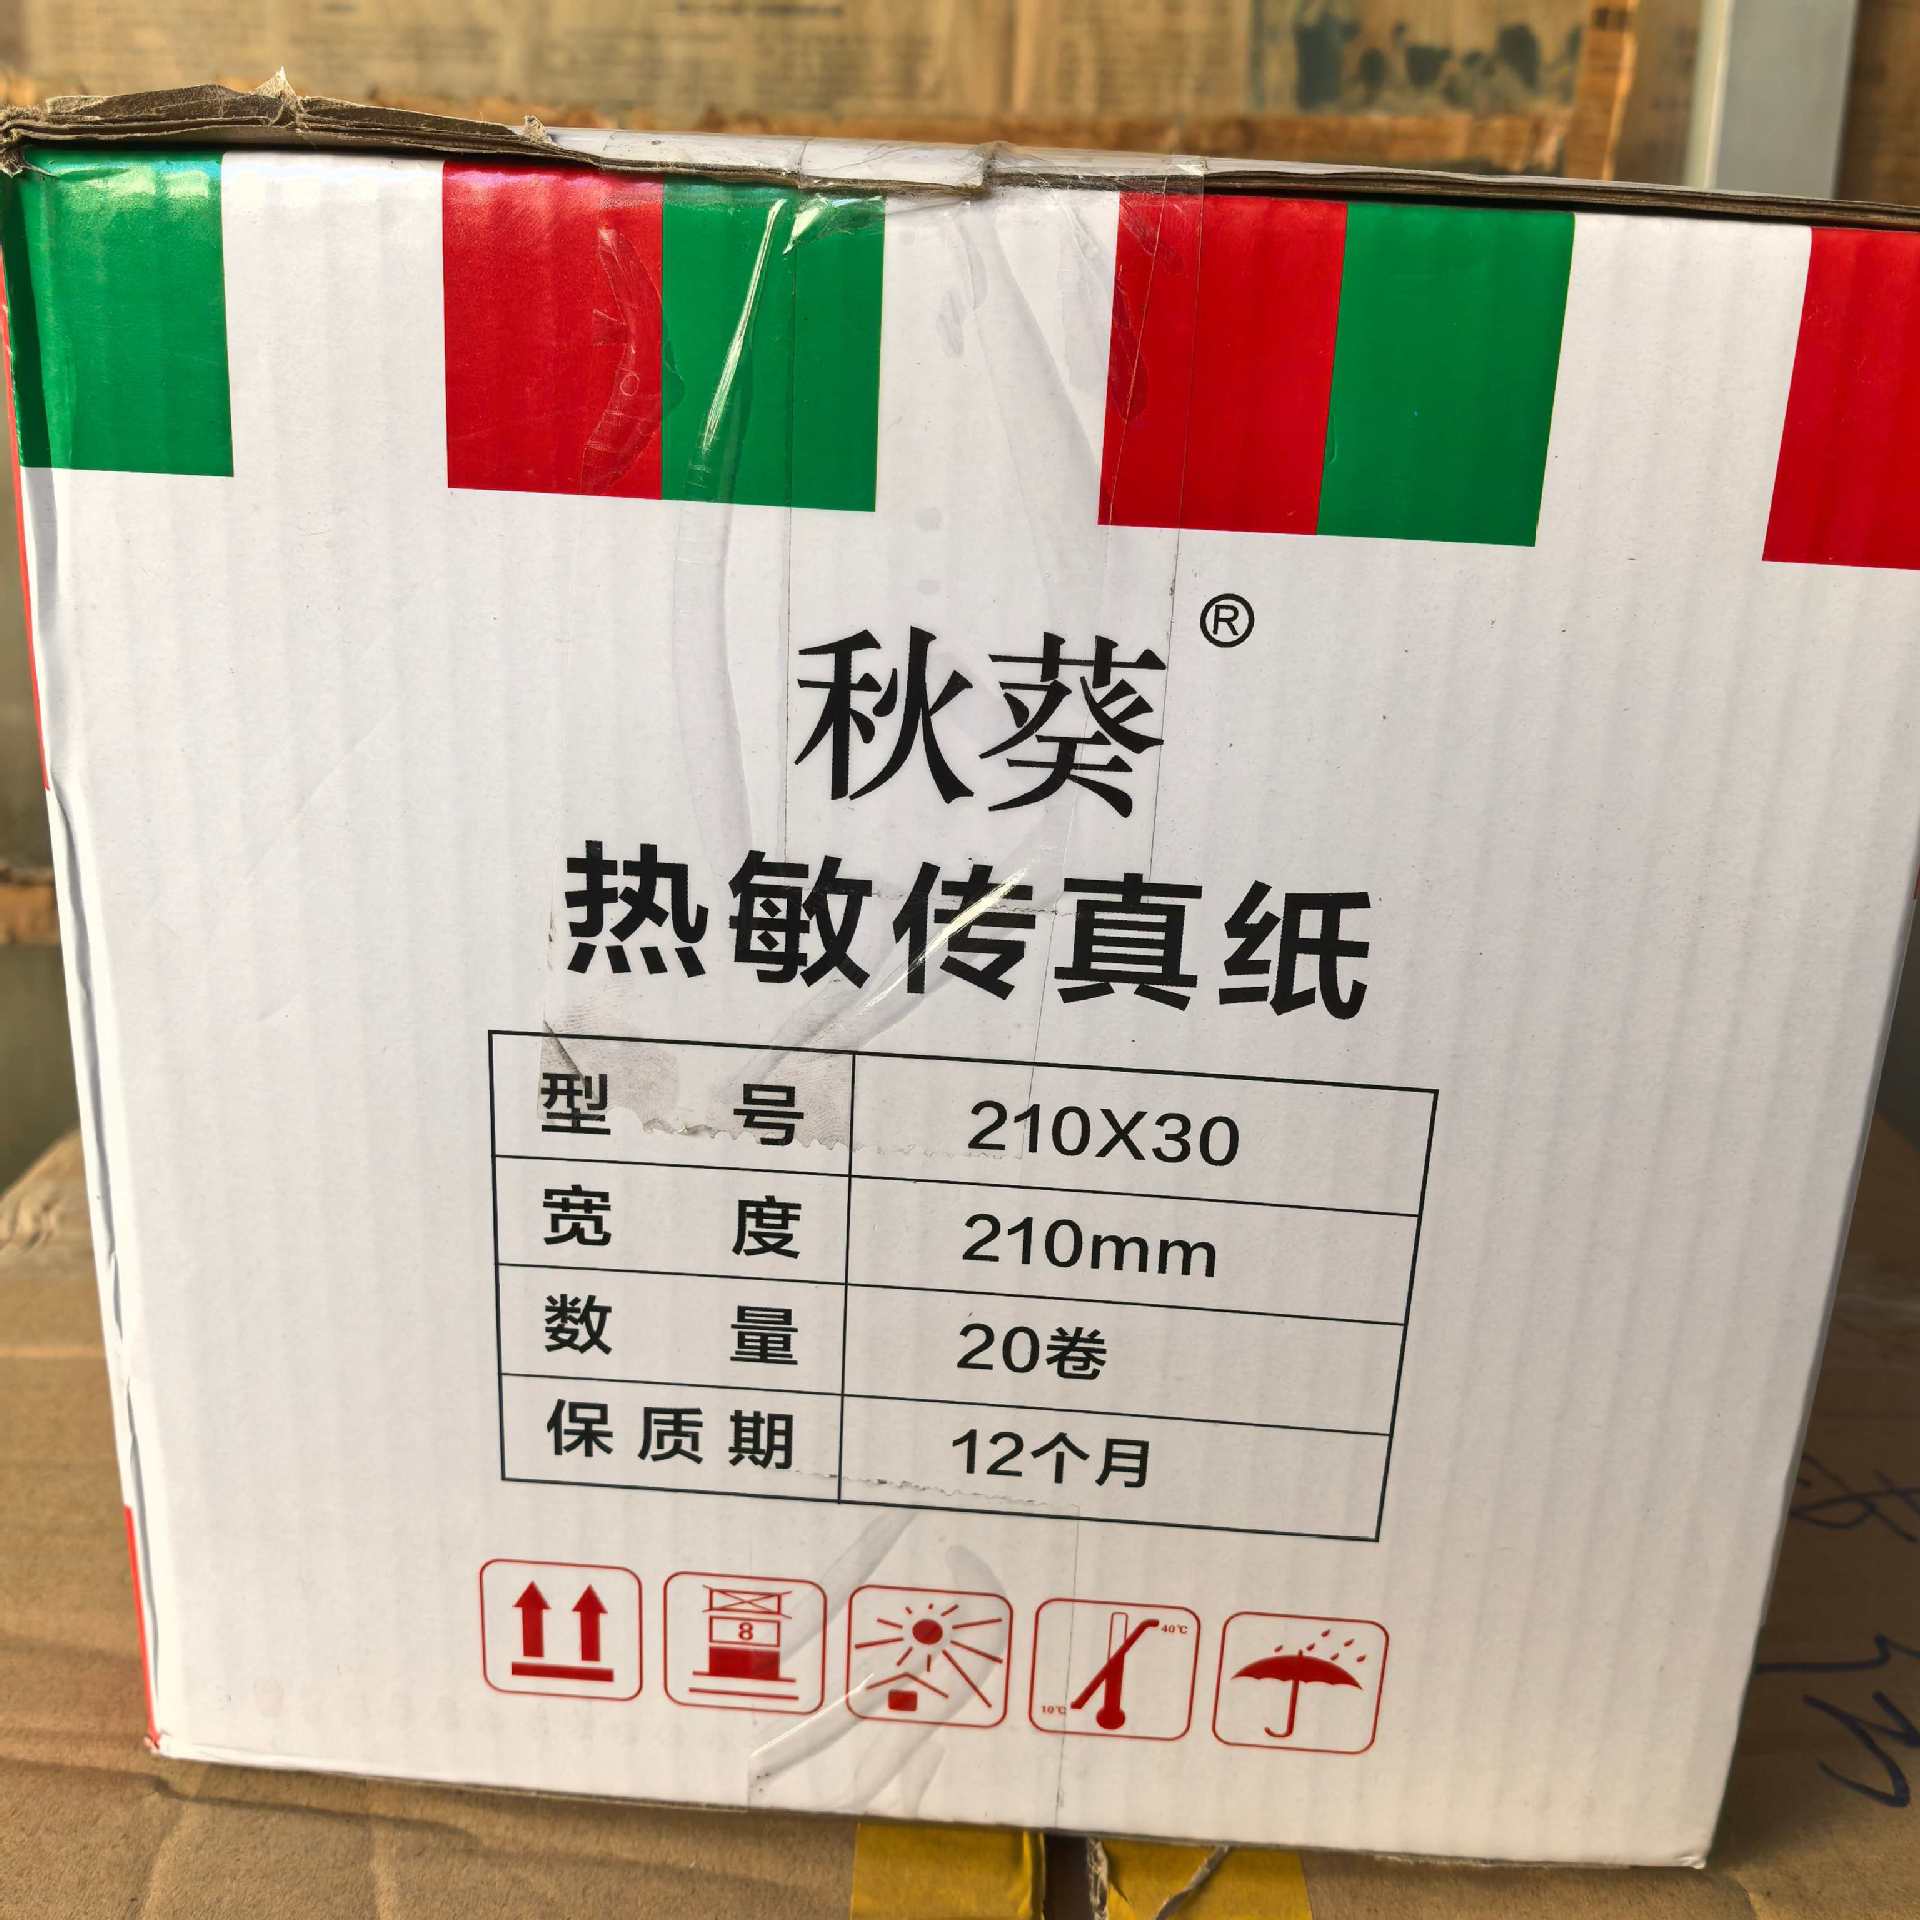 秋葵®
热敏传真纸
型号 210X30
宽度 210mm
数量 20卷
保质期 12个月
8
40℃
10℃